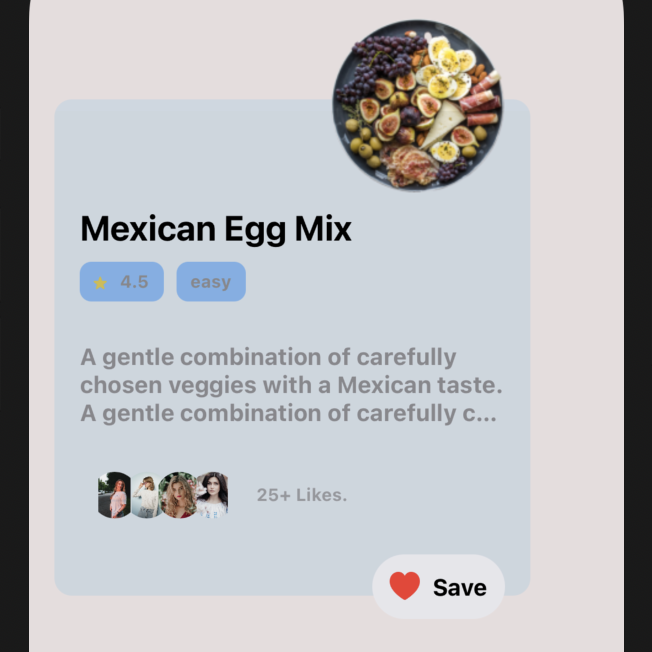 Mexican Egg Mix
4.5
easy
A gentle combination of carefully
chosen veggies with a Mexican taste.
A gentle combination of carefully c...
25+ Likes.
Save